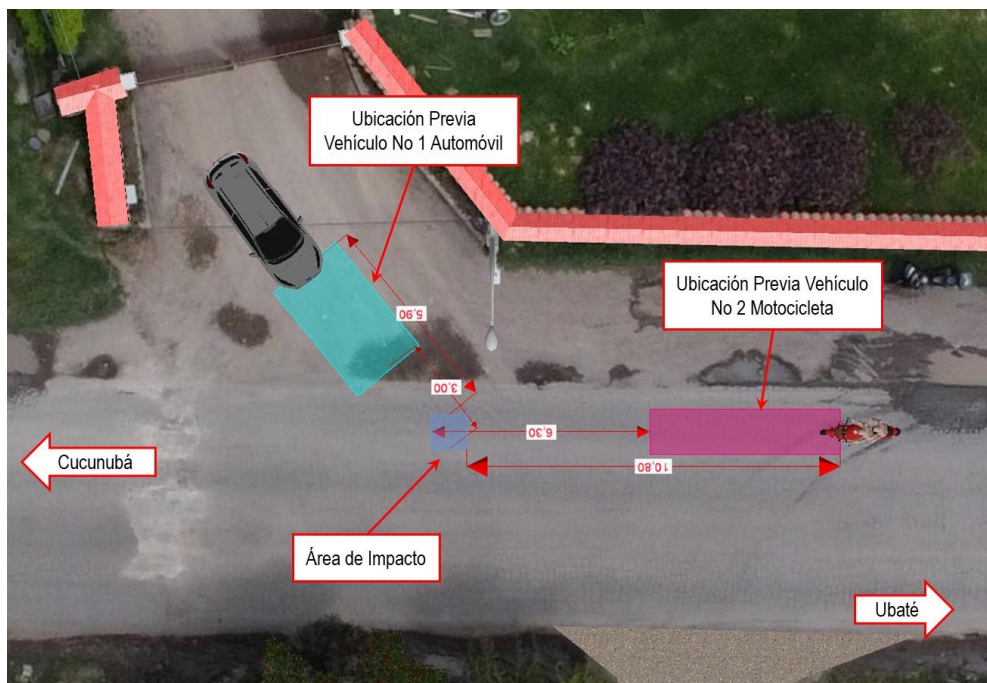 Ubicación Previa
Vehículo No 1 Automóvil
Ubicación Previa Vehículo
No 2 Motocicleta
5,90
3,00
6,30
10,80
Cucunubá
Área de Impacto
Ubaté